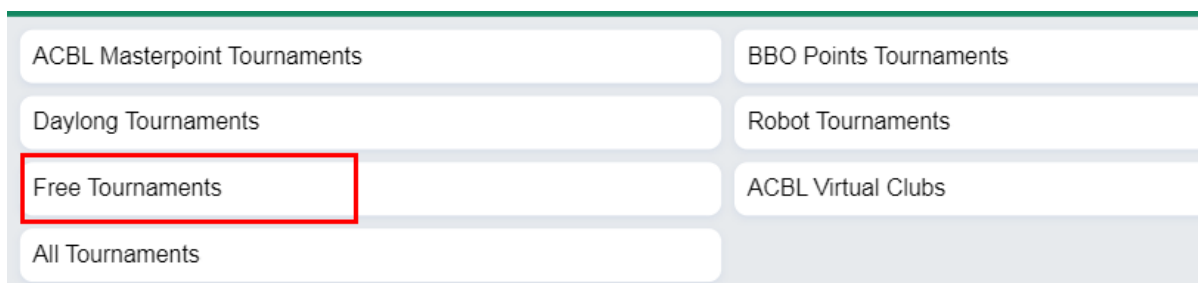 ACBL Masterpoint Tournaments
BBO Points Tournaments
Daylong Tournaments
Robot Tournaments
Free Tournaments
ACBL Virtual Clubs
All Tournaments